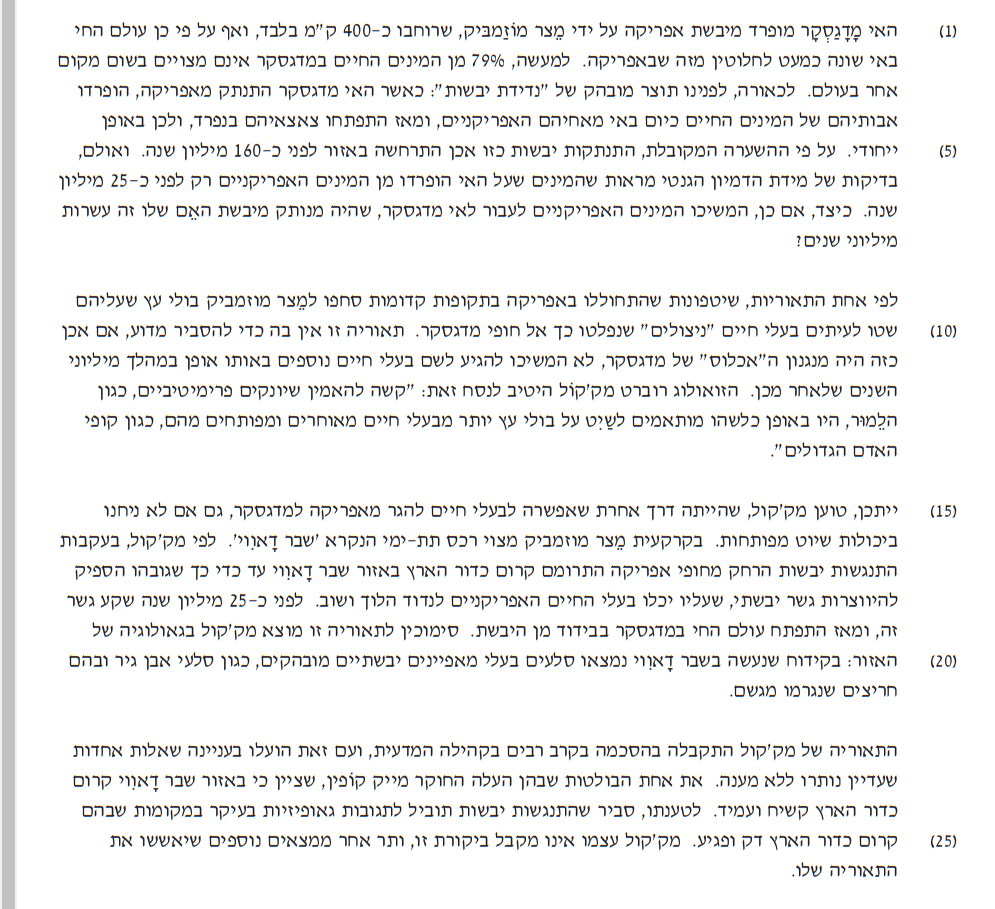 (1) האי מָדָגַסְקָר מופרד מיבשת אפריקה על ידי מֵצר מוֹזַמבּיק, שרוחבו כ-400 ק"מ בלבד, ואף על פי כן עולם החי
באי שונה כמעט לחלוטין מזה שבאפריקה. למעשה, 79% מן המינים החיים במדגסקר אינם מצויים בשום מקום
אחר בעולם. לכאורה, לפנינו תוצר מובהק של "נדידת יבשות": כאשר האי מדגסקר התנתק מאפריקה, הופרדו
אבותיהם של המינים החיים כיום באי מאחיהם האפריקניים, ומאז התפתחו צאצאיהם בנפרד, ולכן באופן
(5) ייחודי. על פי ההשערה המקובלת, התנתקות יבשות כזו אכן התרחשה באזור לפני כ-160 מיליון שנה. ואולם,
בדיקות של מידת הדמיון הגנטי מראות שהמינים שעל האי הופרדו מן המינים האפריקניים רק לפני כ-25 מיליון
שנה. כיצד, אם כן, המשיכו המינים האפריקניים לעבור לאי מדגסקר, שהיה מנותק מיבשת האֵם שלו זה עשרות
מיליוני שנים?
לפי אחת התאוריות, שיטפונות שהתחוללו באפריקה בתקופות קדומות סחפו למֵצר מוזמביק בולי עץ שעליהם
(10) שטו לעיתים בעלי חיים "ניצולים" שנפלטו כך אל חופי מדגסקר. תאוריה זו אין בה כדי להסביר מדוע, אם אכן
כזה היה מנגנון ה"אכלוס" של מדגסקר, לא המשיכו להגיע לשם בעלי חיים נוספים באותו אופן במהלך מיליוני
השנים שלאחר מכן. הזואולוג רוברט מק'קוֹל היטיב לנסח זאת: "קשה להאמין שיונקים פרימיטיביים, כגון
הלֶמוּר, היו באופן כלשהו מותאמים לשַיִט על בולי עץ יותר מבעלי חיים מאוחרים ומפותחים מהם, כגון קופי
האדם הגדולים".
(15) ייתכן, טוען מק'קול, שהייתה דרך אחרת שאפשרה לבעלי חיים להגר מאפריקה למדגסקר, גם אם לא ניחנו
ביכולות שיוט מפותחות. בקרקעית מֵצר מוזמביק מצוי רכס תת-ימי הנקרא 'שבר דָאוִוי'. לפי מק'קול, בעקבות
התנגשות יבשות הרחק מחופי אפריקה התרומם קרום כדור הארץ באזור שבר דָאוִוי עד כדי כך שגובהו הספיק
להיווצרות גשר יבשתי, שעליו יכלו בעלי החיים האפריקניים לנדוד הלוך ושוב. לפני כ-25 מיליון שנה שקע גשר
זה, ומאז התפתח עולם החי במדגסקר בבידוד מן היבשת. סימוכין לתאוריה זו מוצא מק'קול בגאולוגיה של
(20) האזור: בקידוח שנעשה בשבר דָאוִוי נמצאו סלעים בעלי מאפיינים יבשתיים מובהקים, כגון סלעי אבן גיר ובהם
חריצים שנגרמו מגשם.
התאוריה של מק'קול התקבלה בהסכמה בקרב רבים בקהילה המדעית, ועם זאת הועלו בעניינה שאלות אחדות
שעדיין נותרו ללא מענה. את אחת הבולטות שבהן העלה החוקר מייק קוֹפין, שציין כי באזור שבר דָאוִוי קרום
כדור הארץ קשיח ועמיד. לטענתו, סביר שהתנגשות יבשות תוביל לתגובות גאופיזיות בעיקר במקומות שבהם
(25) קרום כדור הארץ דק ופגיע. מק'קול עצמו אינו מקבל ביקורת זו, ותר אחר ממצאים נוספים שיאששו את
התאוריה שלו.